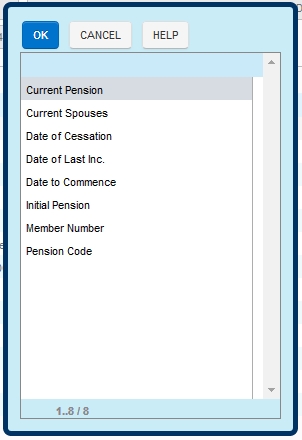 OK CANCEL HELP
Current Pension
Current Spouses
Date of Cessation
Date of Last Inc.
Date to Commence
Initial Pension
Member Number
Pension Code
1..8 / 8